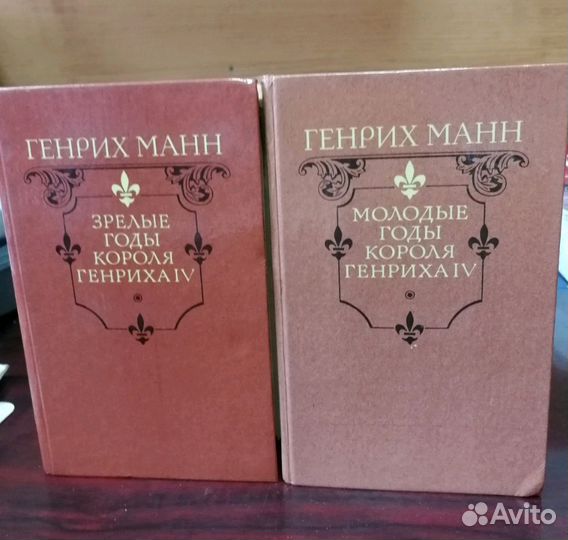 ГЕНРИХ МАНН
ЗРЕЛЫЕ
ГОДЫ
КОРОЛЯ
ГЕНРИХА IV
ГЕНРИХ МАНН
МОЛОДЫЕ
ГОДЫ
КОРОЛЯ
ГЕНРИХА IV
Avito